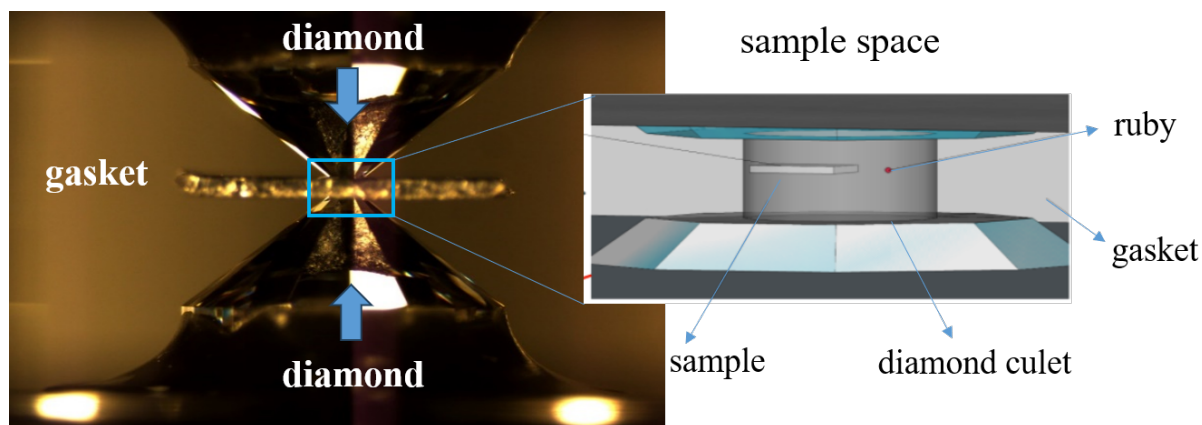 diamond
sample space
ruby
gasket
gasket
sample
diamond culet
diamond